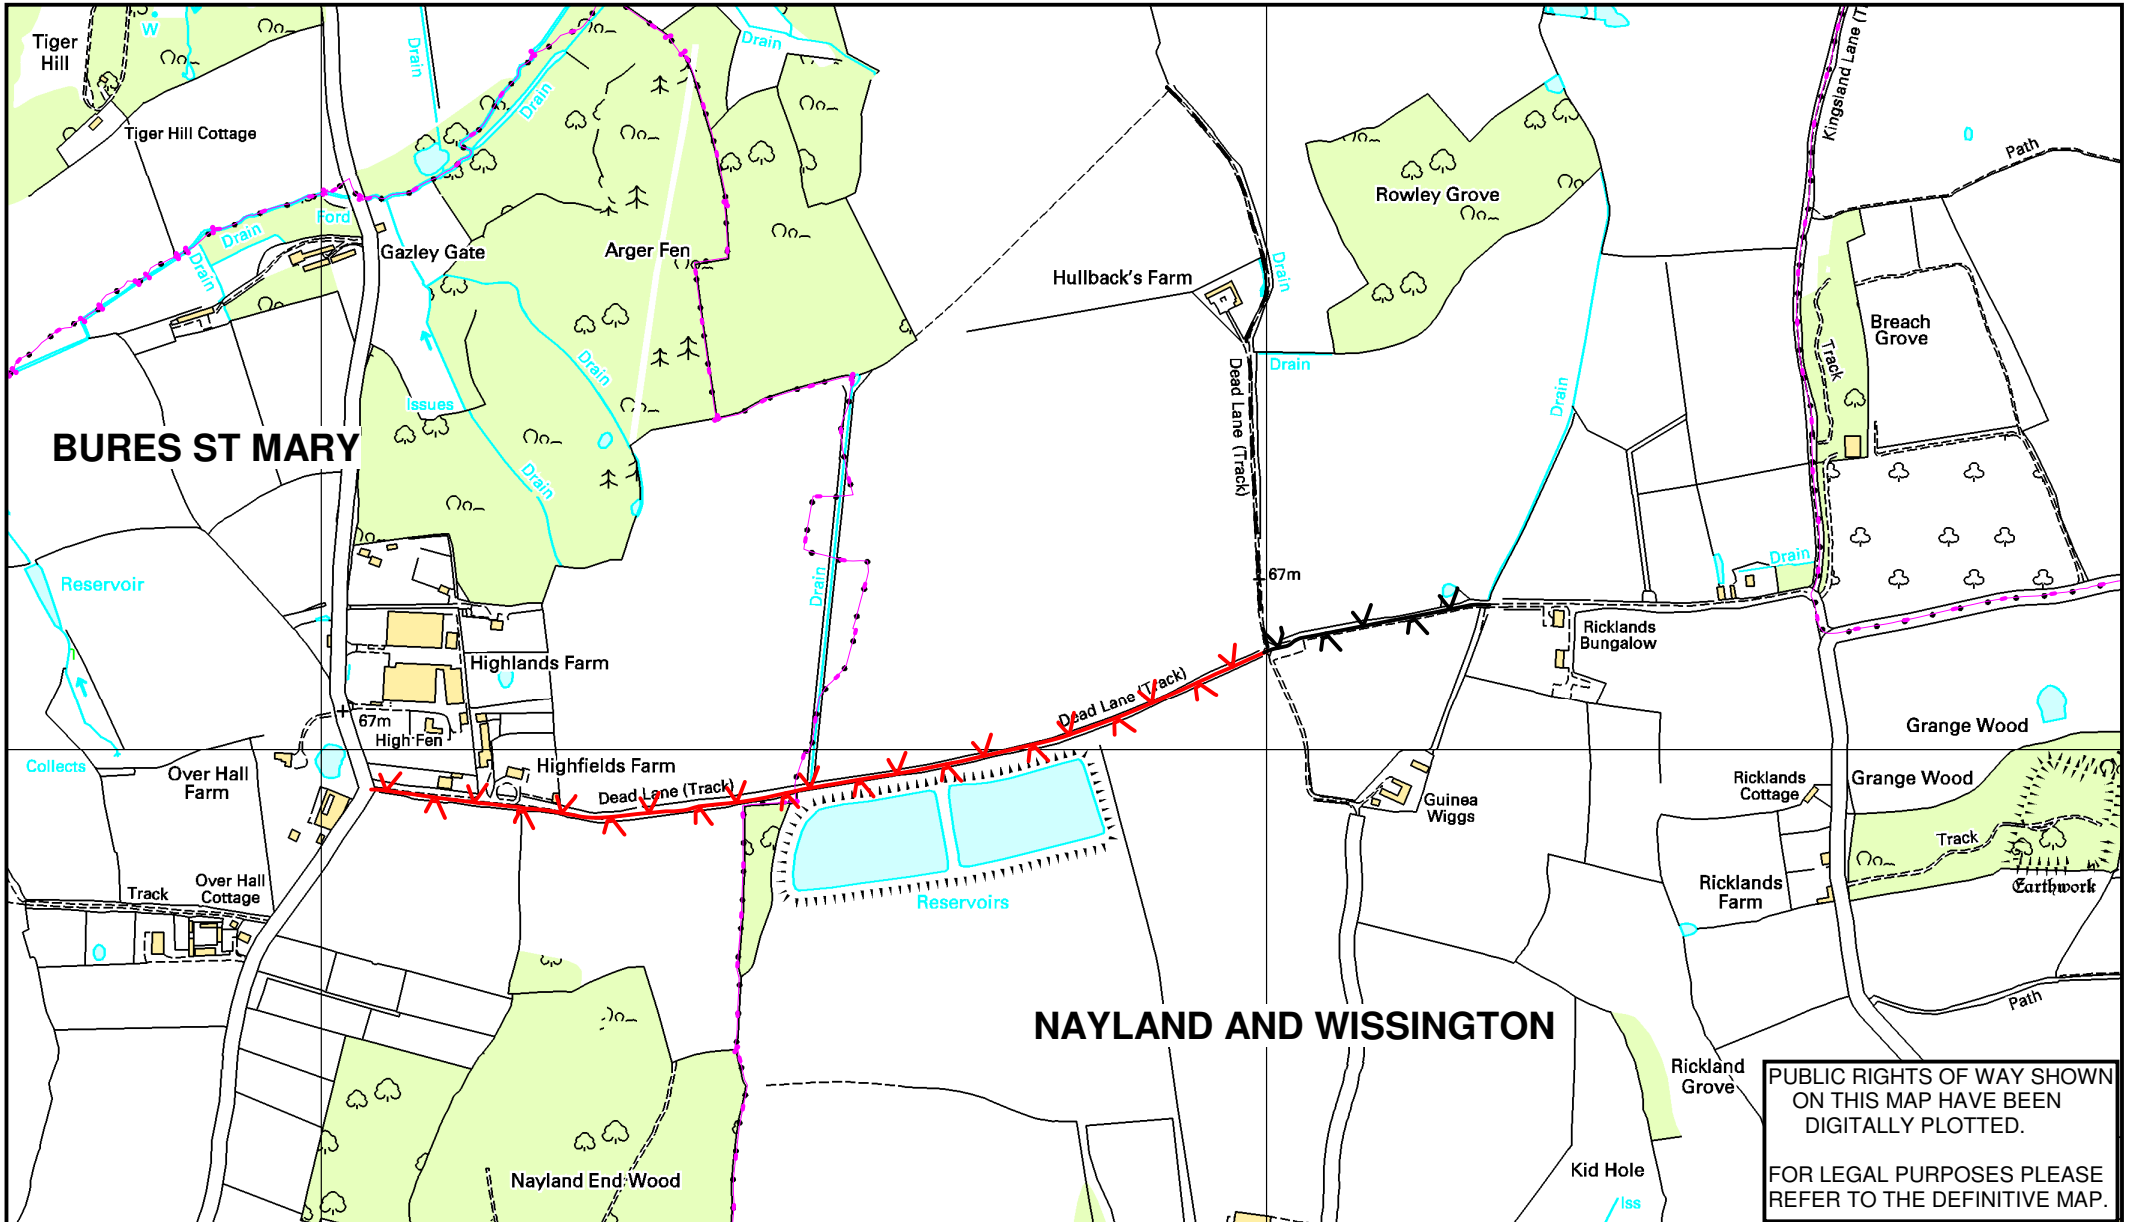 Tiger
Hill
W
Drain
Drain
Drain
Kingsland Lane (T
Tiger Hill Cottage
Path
Rowley Grove
Ford
Drain
Drain
Gazley Gate
Arger Fen
Hullback's Farm
Drain
Breach
Grove
Track
Drain
Drain
Dead Lane (Track)
Drain
Issues
BURES ST MARY
Drain
Reservoir
Drain
67m
Drain
Ricklands
Bungalow
Highlands Farm
Dead Lane (Track)
67m
High Fen
Grange Wood
Collects
Over Hall
Farm
Highfields Farm
Dead Lane (Track)
Ricklands
Cottage
Grange Wood
Guinea
Wiggs
Track
Track
Over Hall
Cottage
Reservoirs
Ricklands
Farm
Earthwork
Path
NAYLAND AND WISSINGTON
Rickland
Grove
Kid Hole
Iss
Nayland End Wood
PUBLIC RIGHTS OF WAY SHOWN
ON THIS MAP HAVE BEEN
DIGITALLY PLOTTED.
FOR LEGAL PURPOSES PLEASE
REFER TO THE DEFINITIVE MAP.